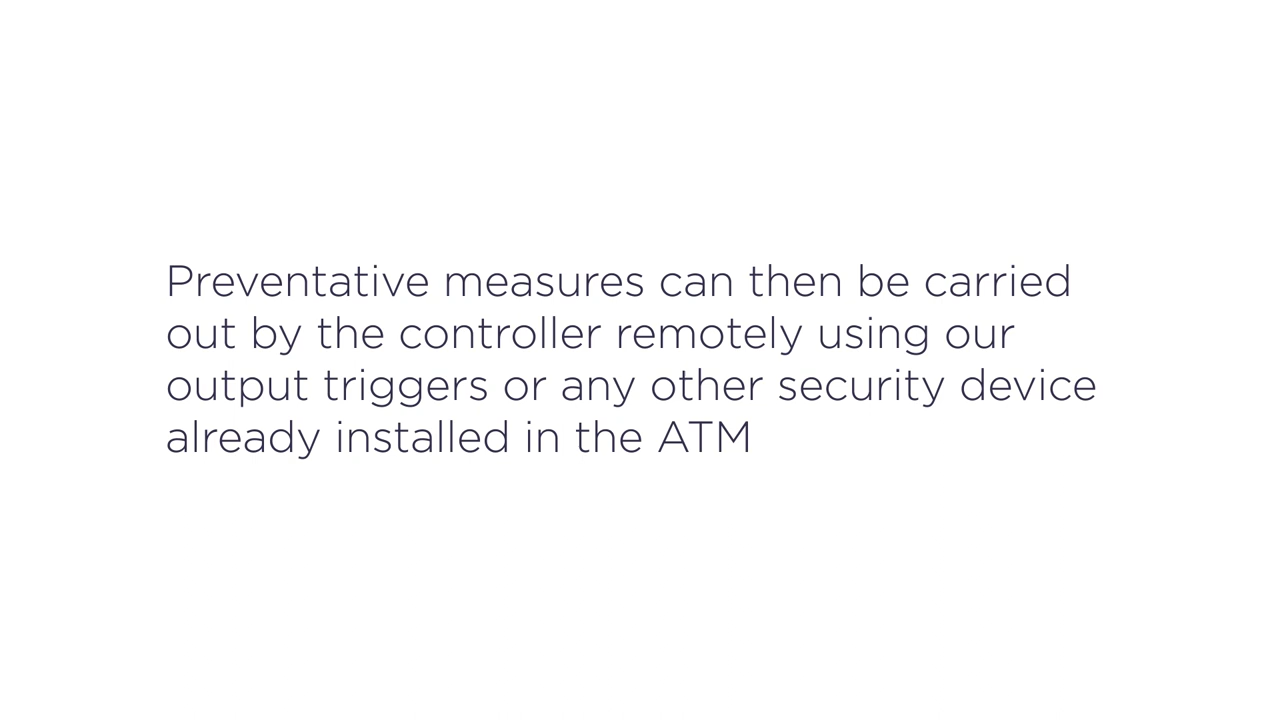 Preventative measures can then be carried
out by the controller remotely using our
output triggers or any other security device
already installed in the ATM